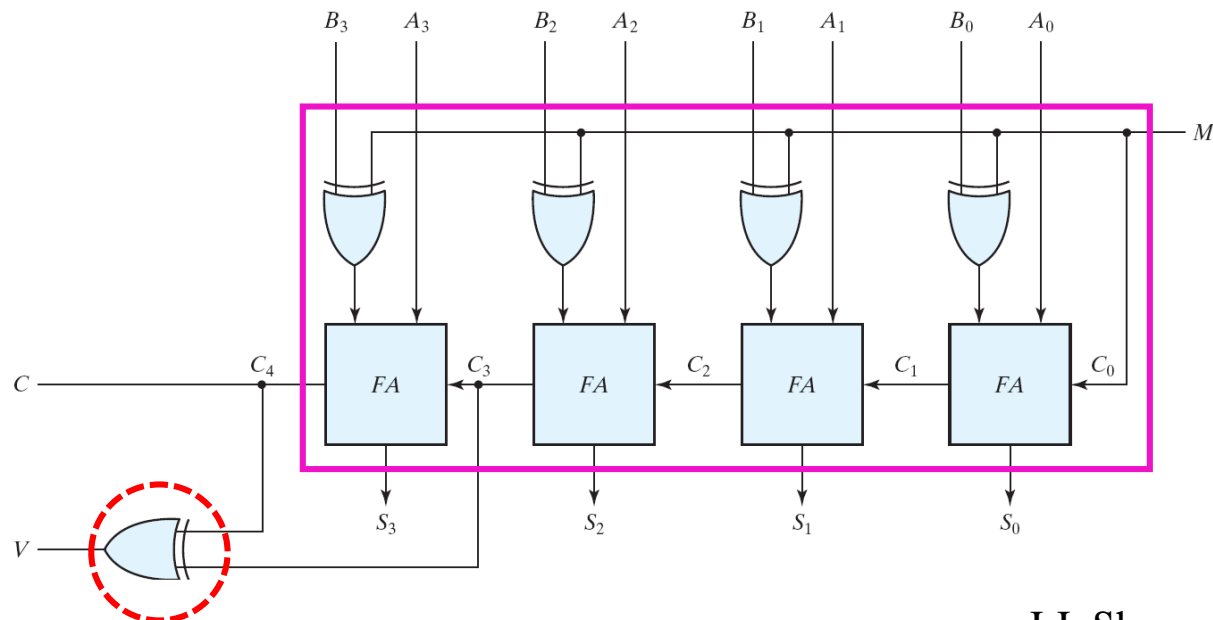 B3 A3 B2 A2 B1 A1 B0 A0
M
C C4 FA C3 FA C2 FA C1 FA C0
S3 S2 S1 S0
V